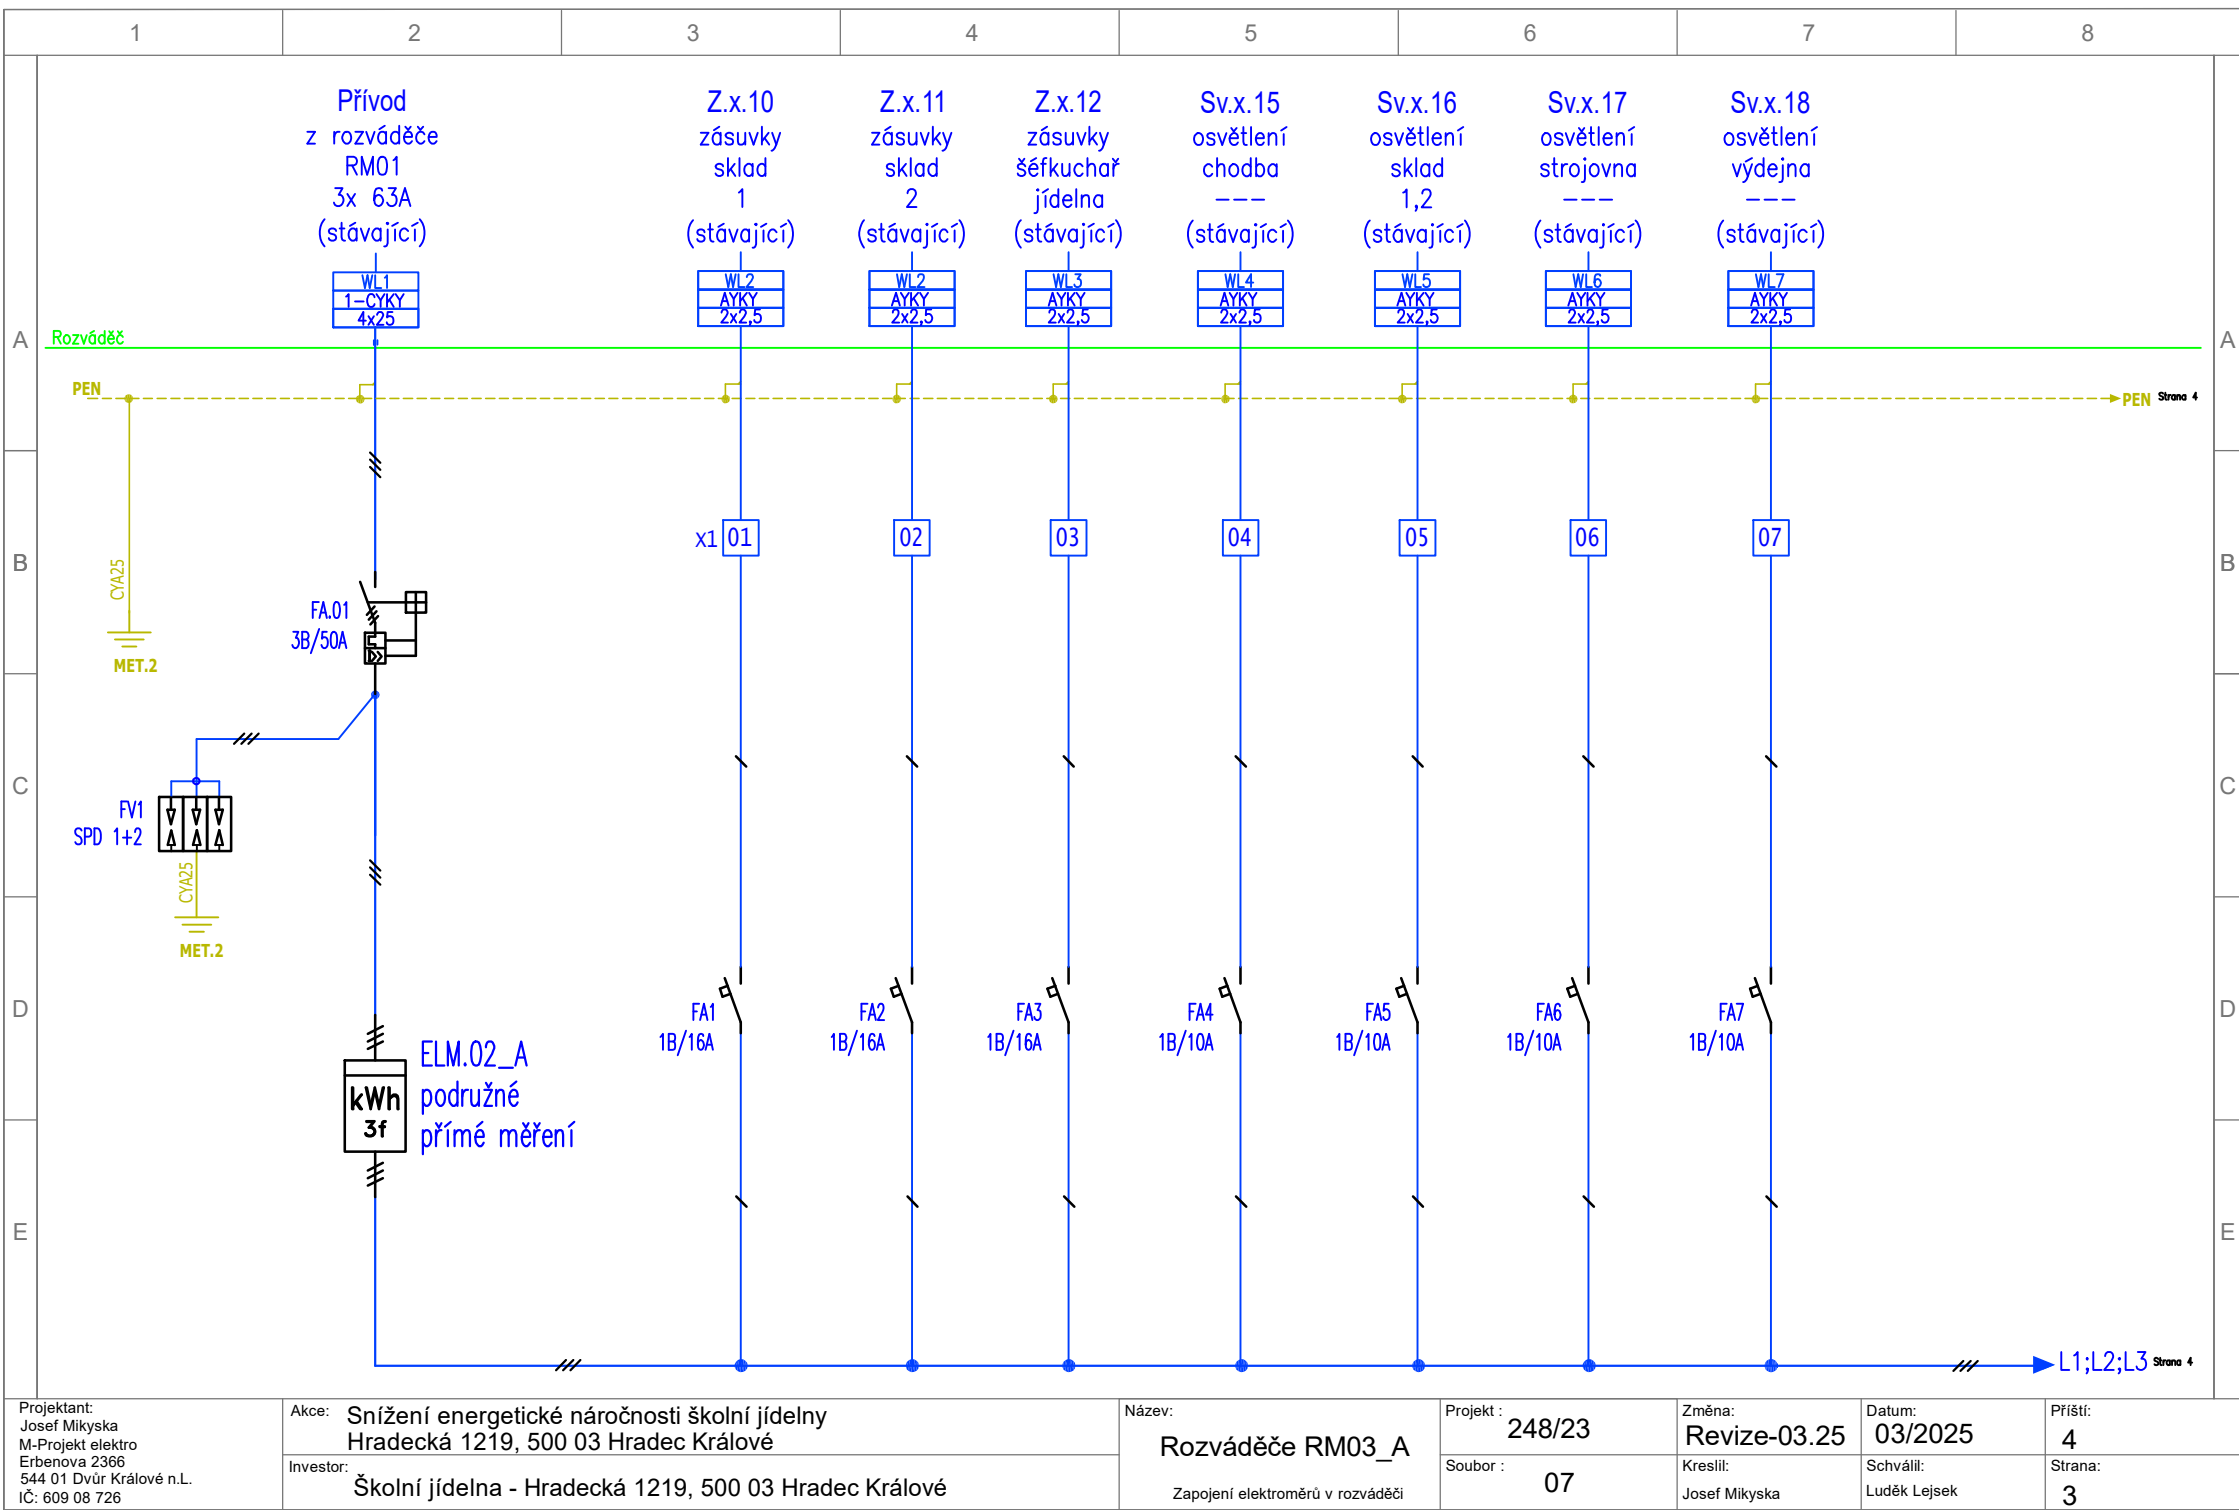 1 2 3 4 5 6 7 8
Přívod
z rozváděče
RM01
3x 63A
(stávající)
WL1
1-CYKY
4x25
Z.x.10
zásuvky
sklad
1
(stávající)
WL2
AYKY
2x2,5
Z.x.11
zásuvky
sklad
2
(stávající)
WL2
AYKY
2x2,5
Z.x.12
zásuvky
šéfkuchař
jídelna
(stávající)
WL3
AYKY
2x2,5
Sv.x.15
osvětlení
chodba
---
(stávající)
WL4
AYKY
2x2,5
Sv.x.16
osvětlení
sklad
1,2
(stávající)
WL5
AYKY
2x2,5
Sv.x.17
osvětlení
strojovna
---
(stávající)
WL6
AYKY
2x2,5
Sv.x.18
osvětlení
výdejna
---
(stávající)
WL7
AYKY
2x2,5
A Rozváděč A
PEN PEN Strana 4
X1 01 02 03 04 05 06 07
B B
CYA25
MET.2
FA.01
3B/50A
C C
FV1
SPD 1+2
CYA25
MET.2
D D
FA1
1B/16A
FA2
1B/16A
FA3
1B/16A
FA4
1B/10A
FA5
1B/10A
FA6
1B/10A
FA7
1B/10A
kWh
3f
ELM.02_A
podružné
přímé měření
E E
L1;L2;L3 Strana 4
Projektant:
Josef Mikyska
M-Projekt elektro
Erbenova 2366
544 01 Dvůr Králové n.L.
IČ: 609 08 726
Akce: Snížení energetické náročnosti školní jídelny
Hradecká 1219, 500 03 Hradec Králové
Investor:
Školní jídelna - Hradecká 1219, 500 03 Hradec Králové
Název:
Rozváděče RM03_A
Zapojení elektroměrů v rozváděči
Projekt : 248/23
Soubor : 07
Změna:
Revize-03.25
Kreslil:
Josef Mikyska
Datum:
03/2025
Schválil:
Luděk Lejsek
Příští:
4
Strana:
3